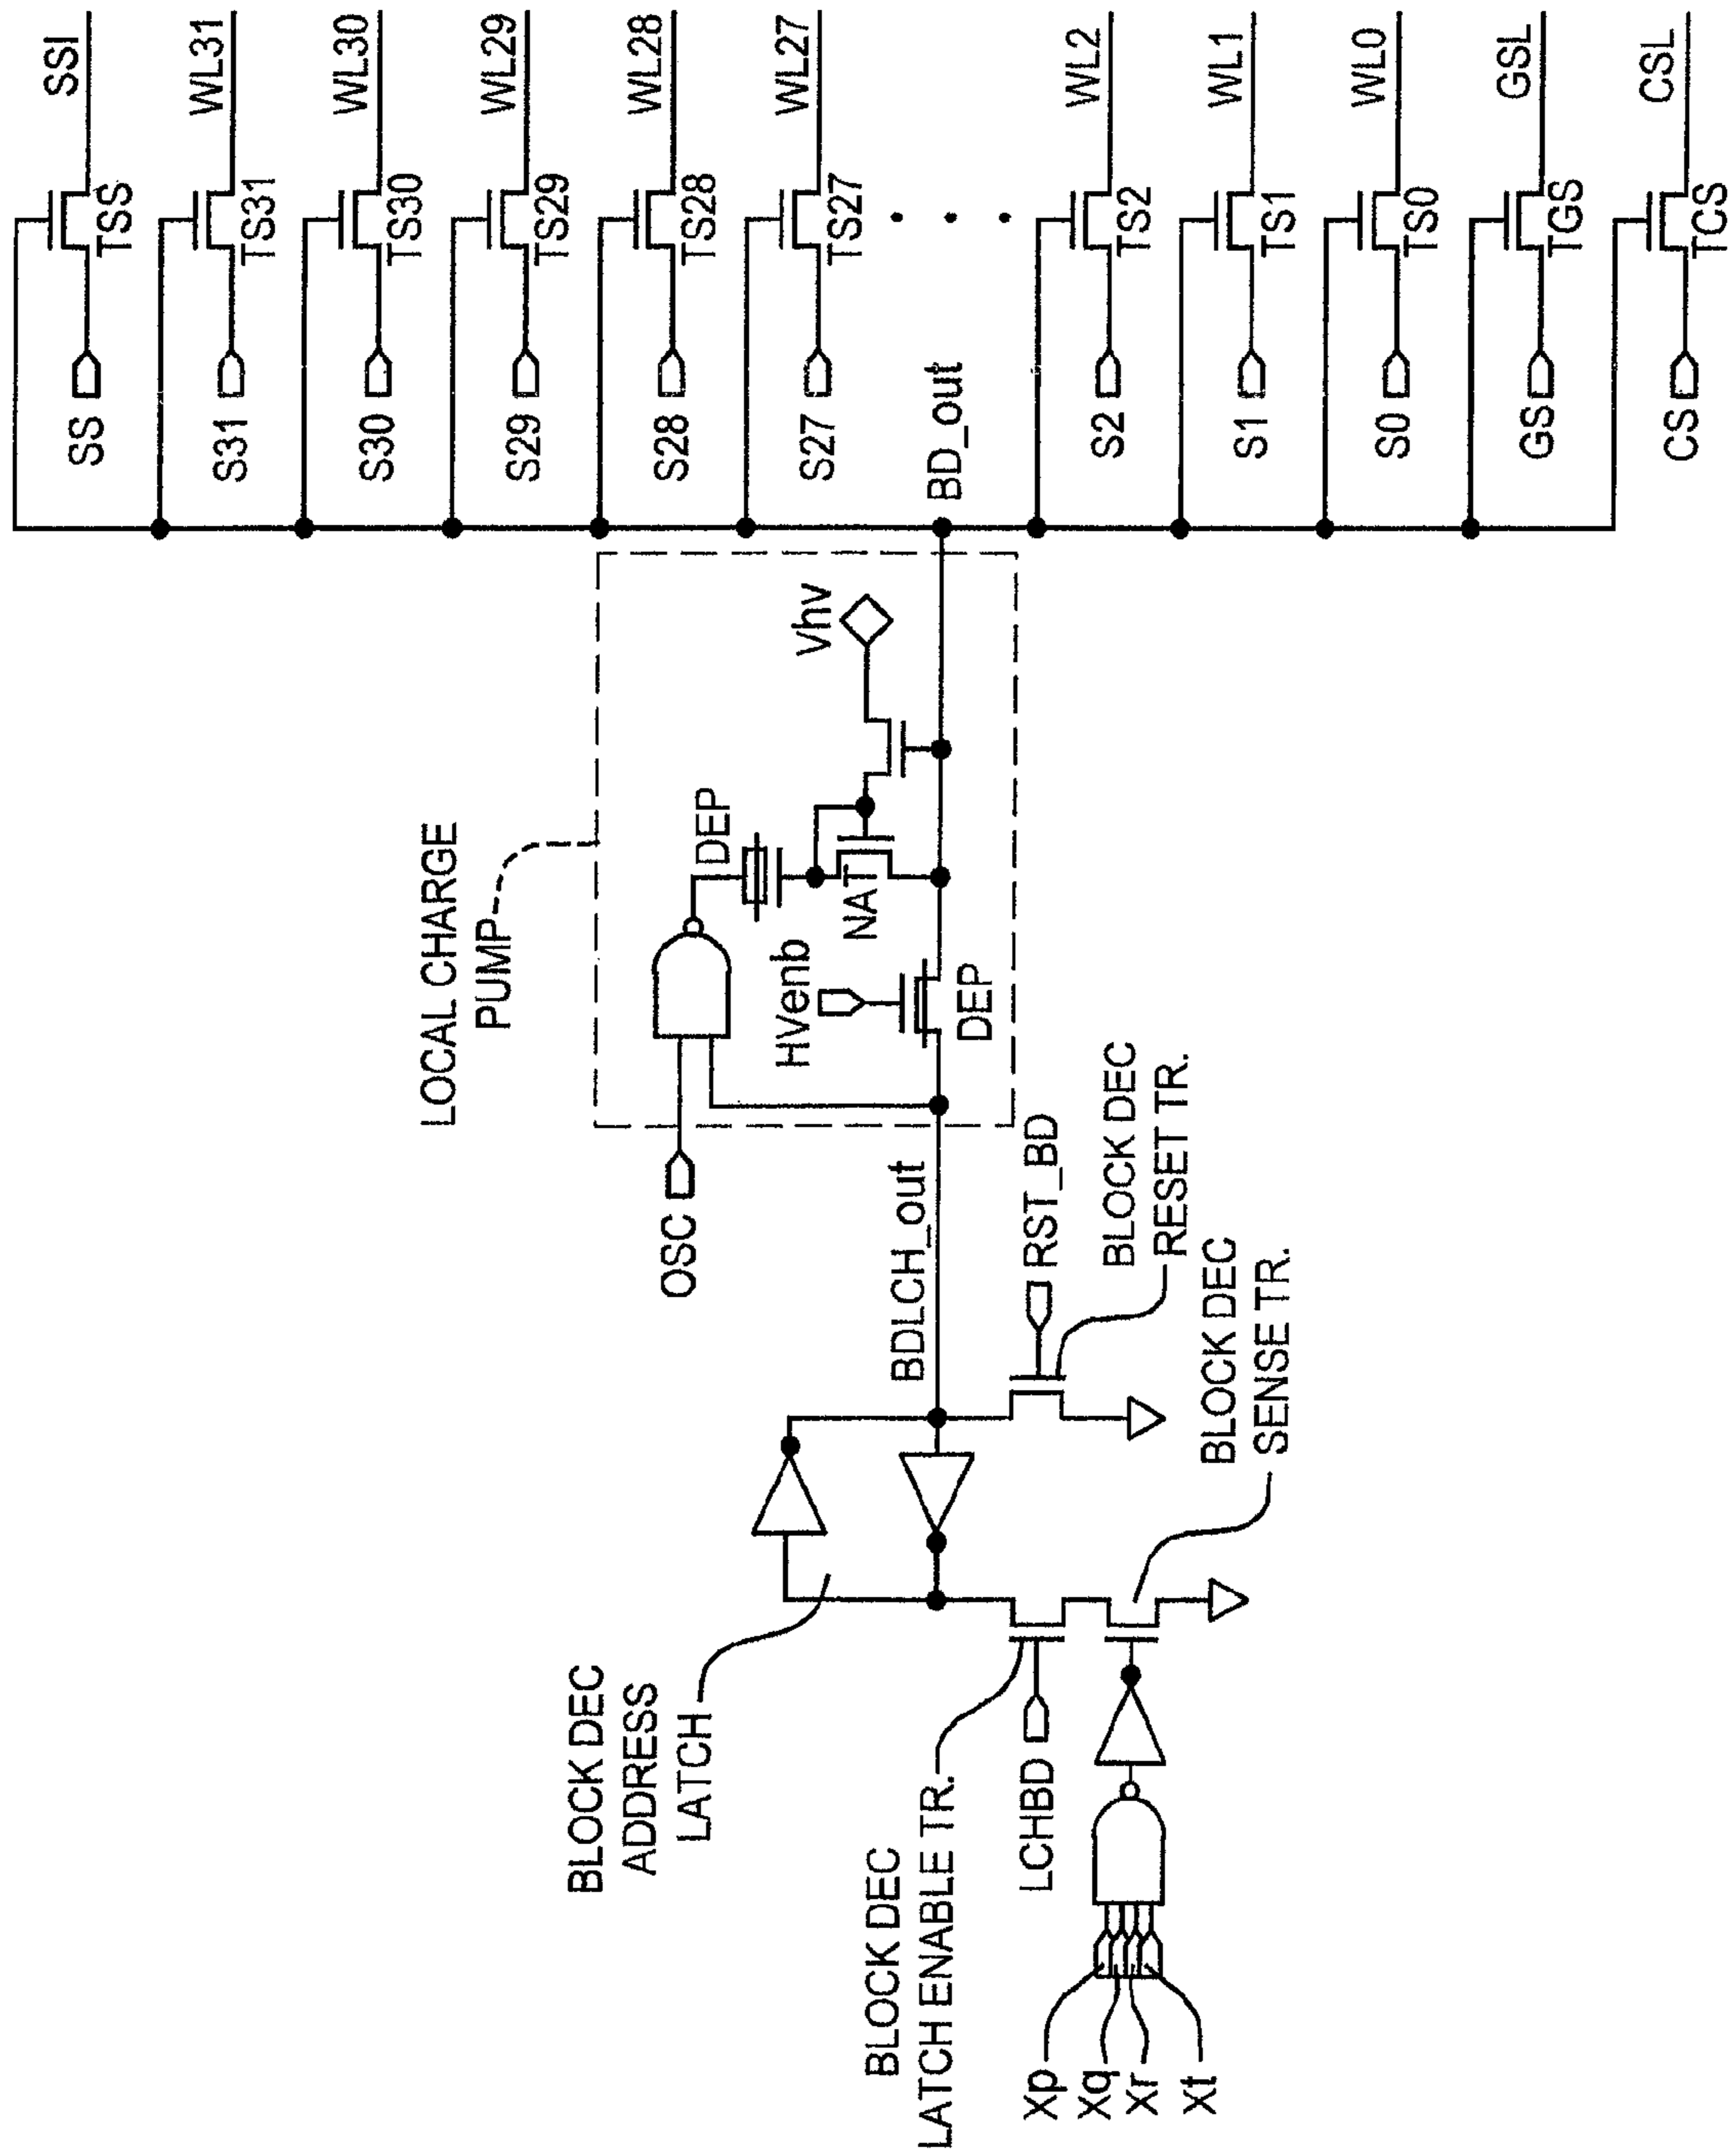 SSI
WL31
WL30
WL29
WL28
WL27
WL2
WL1
WL0
GSL
CSL
TSS
TS31
TS30
TS29
TS28
TS27
TS2
TS1
TS0
TGS
TCS
SS
S31
S30
S29
S28
S27
BD_out
S2
S1
S0
GS
CS
LOCAL CHARGE
PUMP
Vhv
DEP
NAT
HVenb
DEP
OSC
BDLCH_out
RST_BD
BLOCK DEC
RESET TR.
BLOCK DEC
SENSE TR.
BLOCK DEC
ADDRESS
LATCH
BLOCK DEC
LATCH ENABLE TR.
LCHBD
Xp
Xq
Xr
Xt